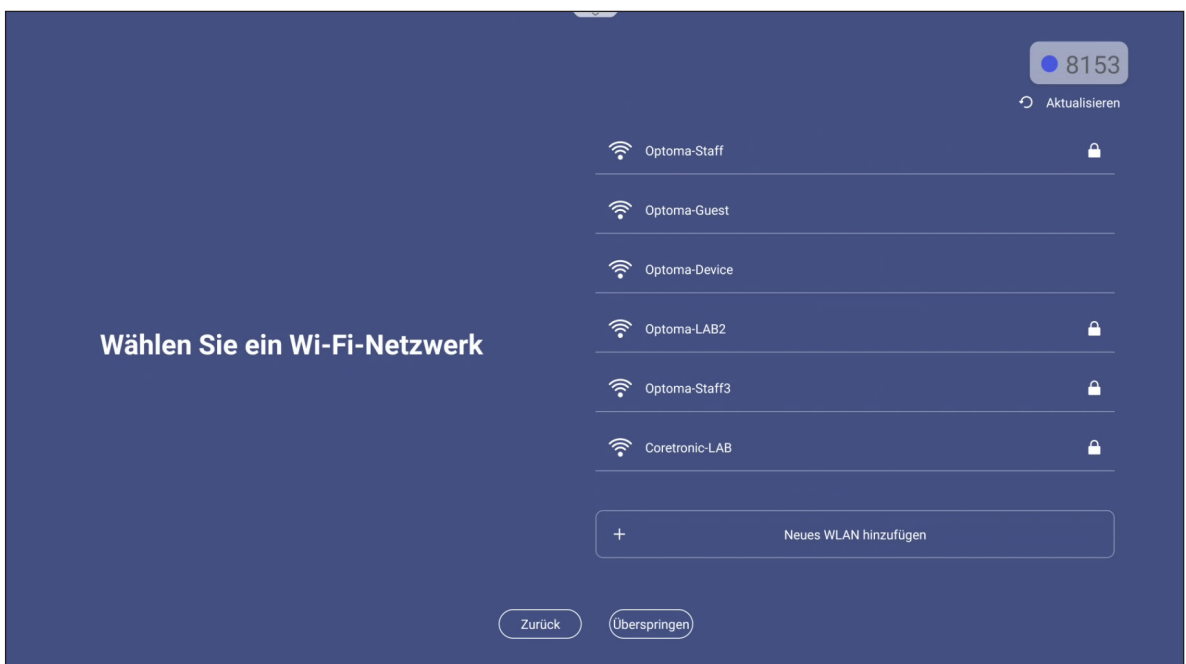 8153
Aktualisieren
Optoma-Staff
Optoma-Guest
Optoma-Device
Optoma-LAB2
Wählen Sie ein Wi-Fi-Netzwerk
Optoma-Staff3
Coretronic-LAB
+ Neues WLAN hinzufügen
Zurück Überspringen